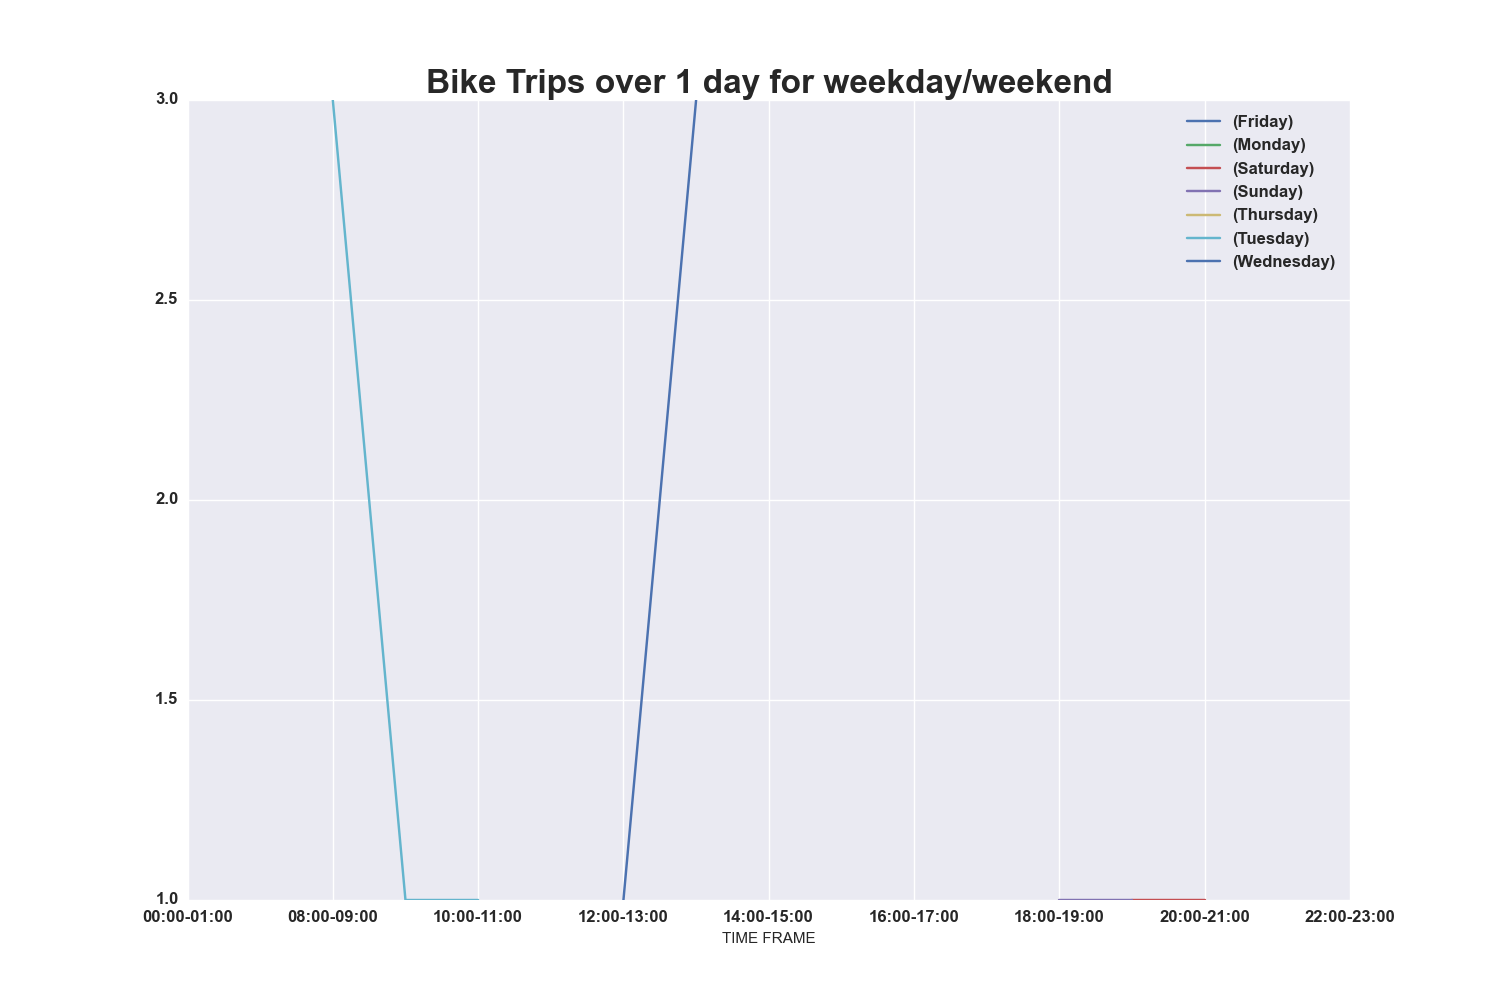 Bike Trips over 1 day for weekday/weekend
3.0
2.5
2.0
1.5
1.0
(Friday)
(Monday)
(Saturday)
(Sunday)
(Thursday)
(Tuesday)
(Wednesday)
00:00-01:00 08:00-09:00 10:00-11:00 12:00-13:00 14:00-15:00 16:00-17:00 18:00-19:00 20:00-21:00 22:00-23:00
TIME FRAME